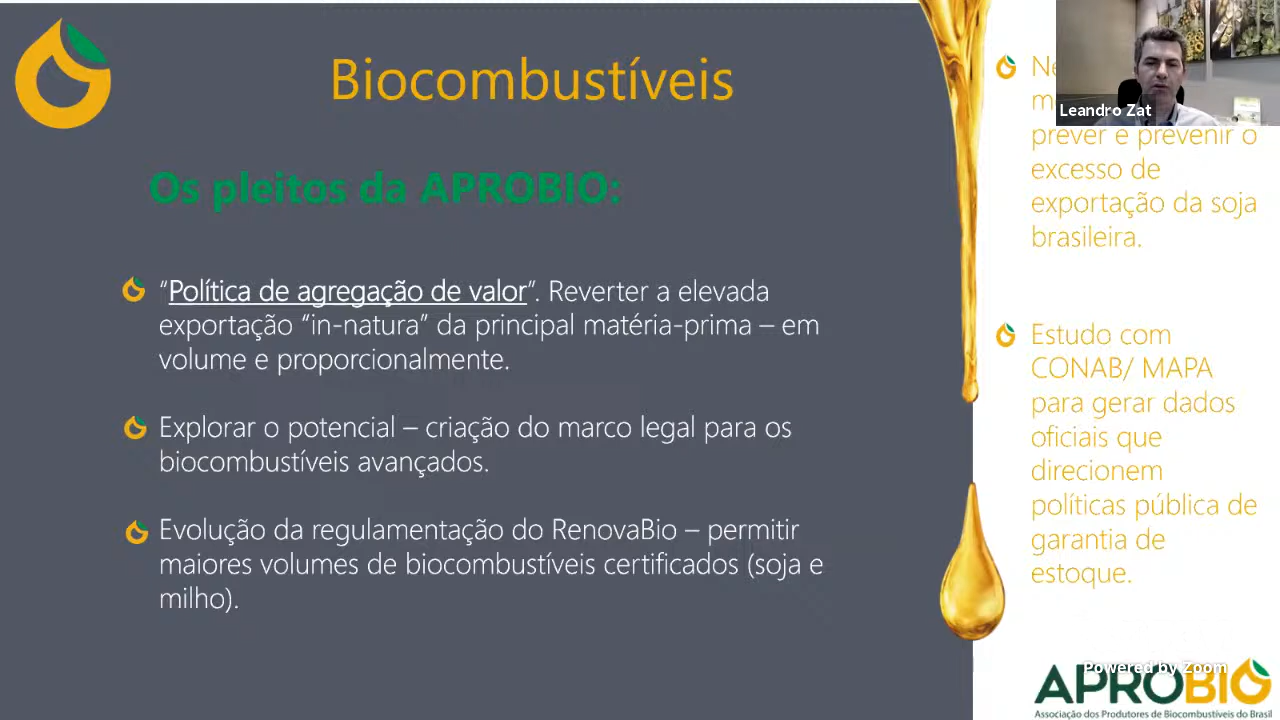 Biocombustíveis
Os pleitos da APROBIO:
“Política de agregação de valor”. Reverter a elevada
exportação “in-natura” da principal matéria-prima – em
volume e proporcionalmente.
Explorar o potencial – criação do marco legal para os
biocombustíveis avançados.
Evolução da regulamentação do RenovaBio – permitir
maiores volumes de biocombustíveis certificados (soja e
milho).
Leandro Zat
prever e prevenir o
excesso de
exportação da soja
brasileira.
Estudo com
CONAB/ MAPA
para gerar dados
oficiais que
direcionem
políticas pública de
garantia de
estoque.
Powered by Zoom
APROBIO
Associação dos Produtores de Biocombustíveis do Brasil